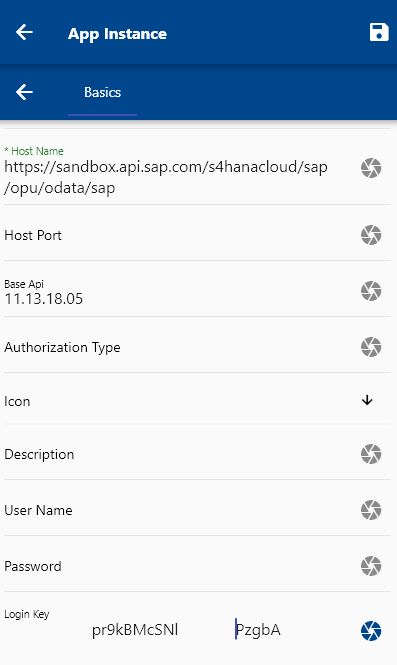 App Instance
Basics
* Host Name
https://sandbox.api.sap.com/s4hanacloud/sap
/opu/odata/sap
Host Port
Base Api
11.13.18.05
Authorization Type
Icon
Description
User Name
Password
Login Key
pr9kBMcSNl PzgbA